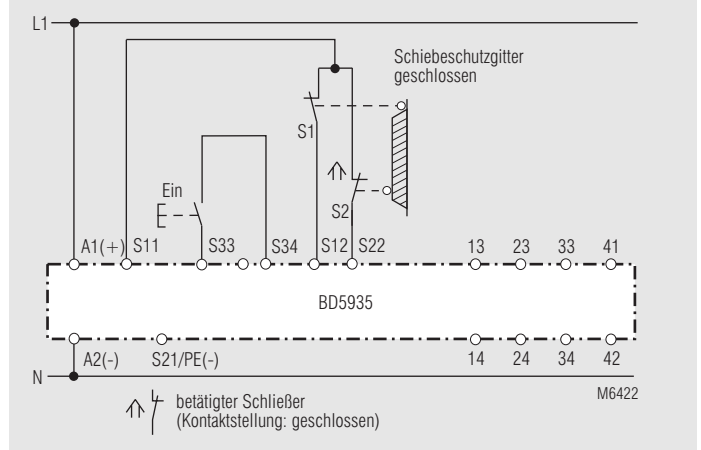 L1
Schiebeschutzgitter
geschlossen
S1
Ein
S2
A1(+) S11 S33 S34 S12 S22 13 23 33 41
BD5935
A2(-) S21/PE(-) 14 24 34 42
N
M6422
betätigter Schließer
(Kontaktstellung: geschlossen)